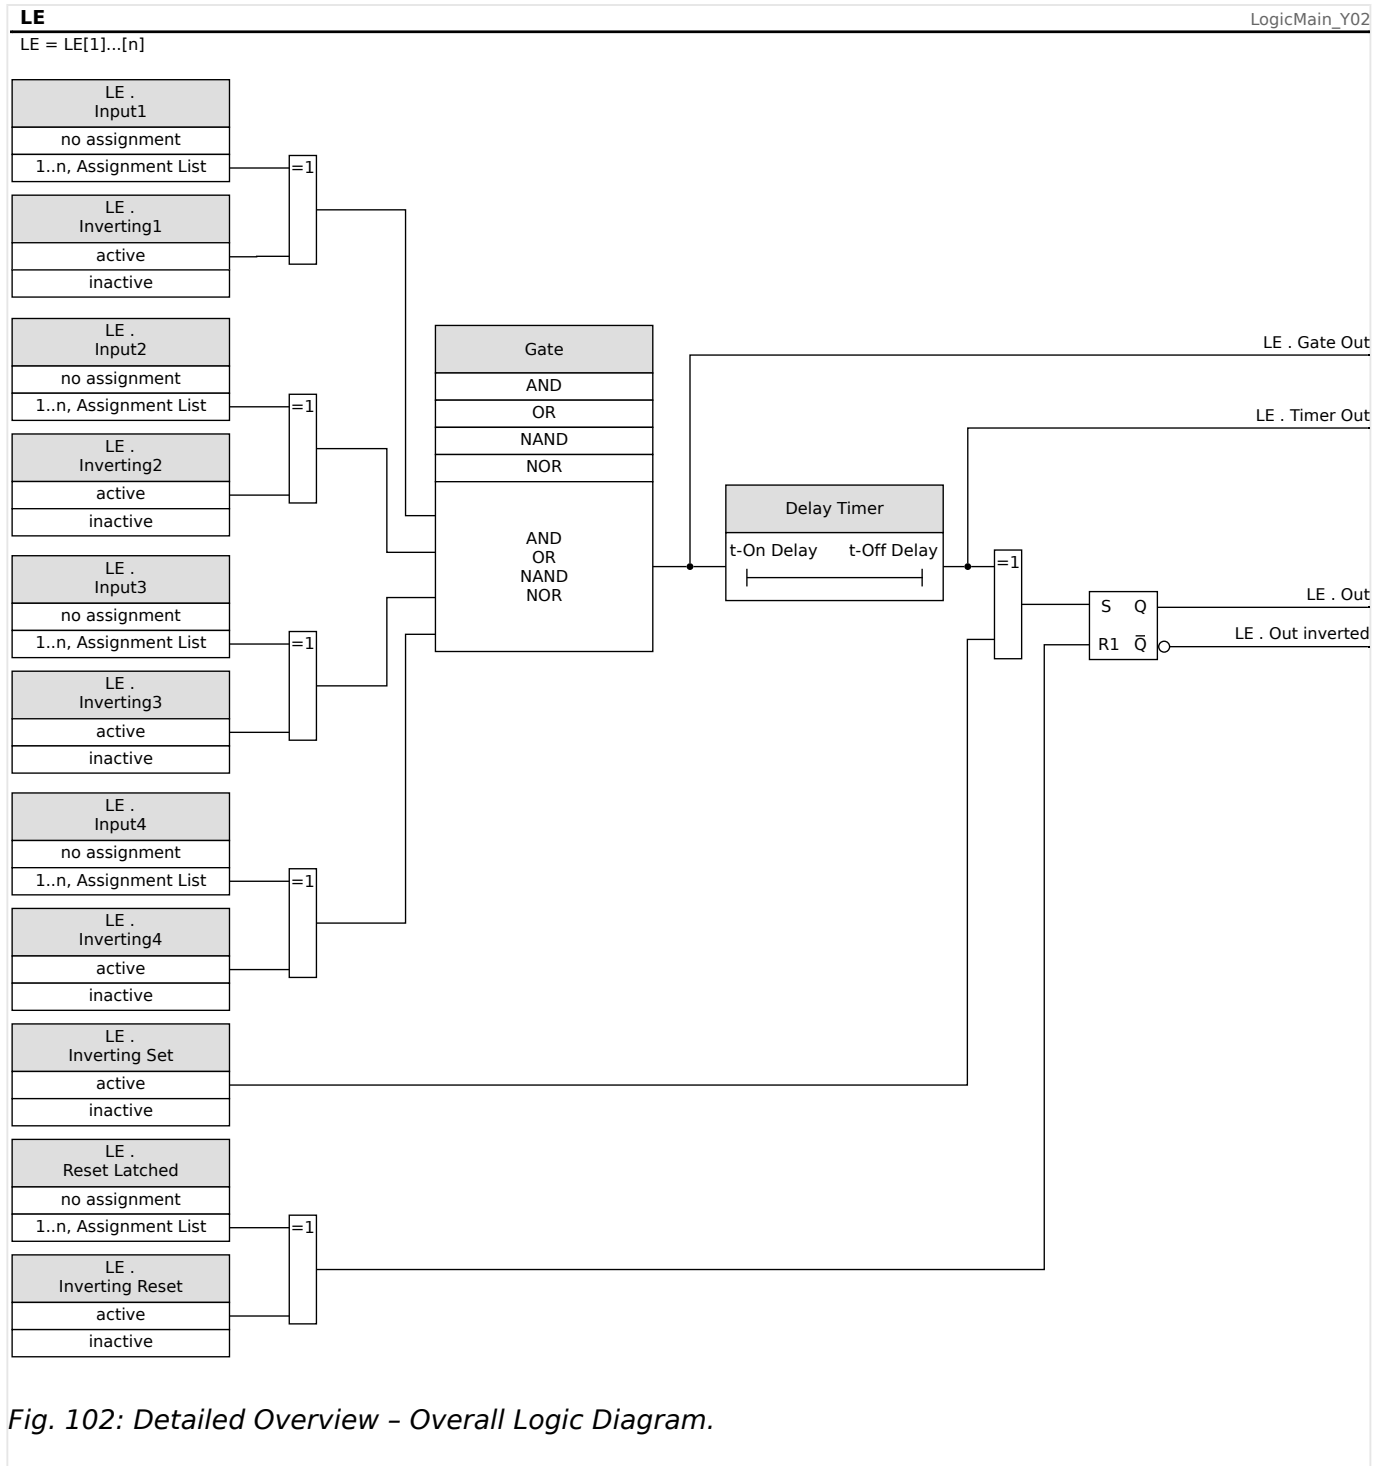 LE
LogicMain_Y02
LE = LE[1]...[n]
LE .
Input1
no assignment
1..n, Assignment List
=1
LE .
Inverting1
active
inactive
LE .
Input2
no assignment
1..n, Assignment List
=1
LE .
Inverting2
active
inactive
LE .
Input3
no assignment
1..n, Assignment List
=1
LE .
Inverting3
active
inactive
LE .
Input4
no assignment
1..n, Assignment List
=1
LE .
Inverting4
active
inactive
LE .
Inverting Set
active
inactive
LE .
Reset Latched
no assignment
1..n, Assignment List
=1
LE .
Inverting Reset
active
inactive
Gate
AND
OR
NAND
NOR
AND
OR
NAND
NOR
Delay Timer
t-On Delay t-Off Delay
=1
S Q
R1 Q̅
LE . Gate Out
LE . Timer Out
LE . Out
LE . Out inverted
Fig. 102: Detailed Overview – Overall Logic Diagram.